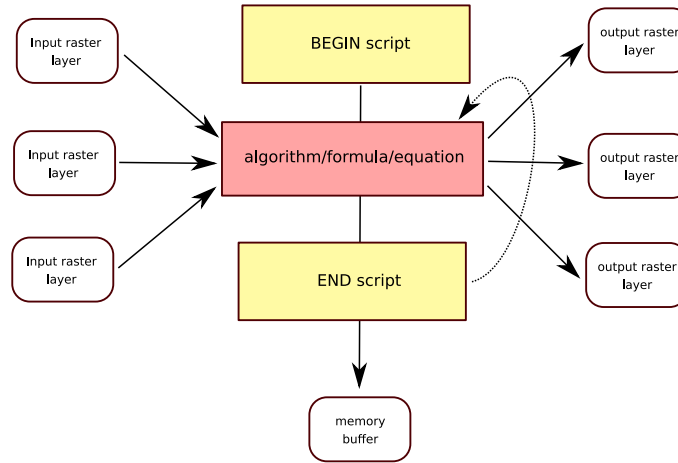 Input raster
layer
BEGIN script
output raster
layer
Input raster
layer
algorithm/formula/equation
output raster
layer
Input raster
layer
END script
output raster
layer
memory
buffer